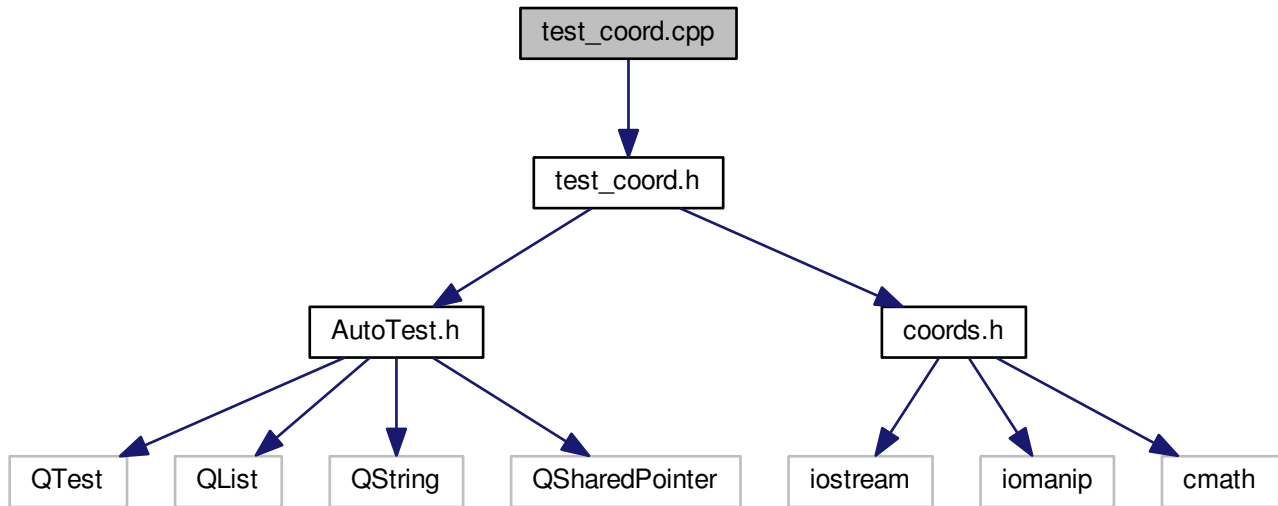 test_coord.cpp
test_coord.h
AutoTest.h
coords.h
QTest
QList
QString
QSharedPointer
iostream
iomanip
cmath